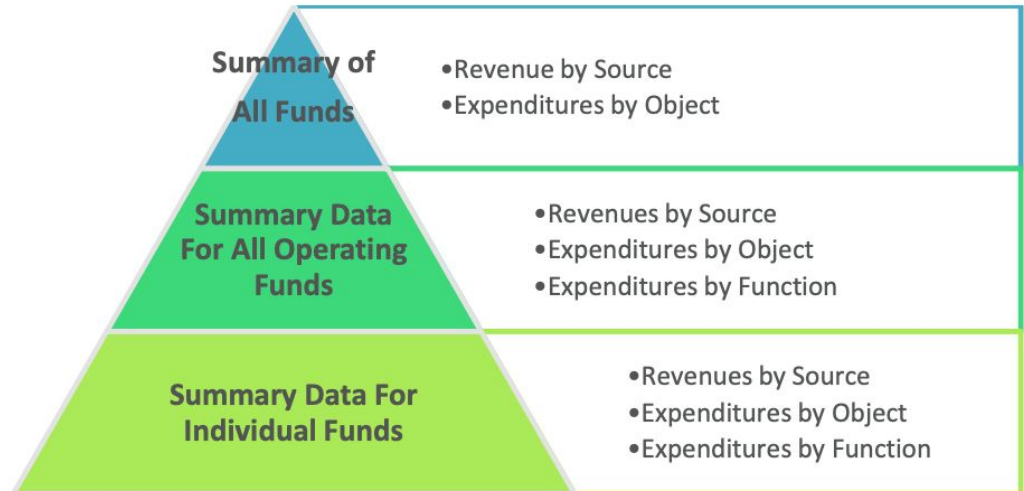 Summary of
All Funds
•Revenue by Source
•Expenditures by Object
Summary Data
For All Operating
Funds
•Revenues by Source
•Expenditures by Object
•Expenditures by Function
Summary Data For
Individual Funds
•Revenues by Source
•Expenditures by Object
•Expenditures by Function